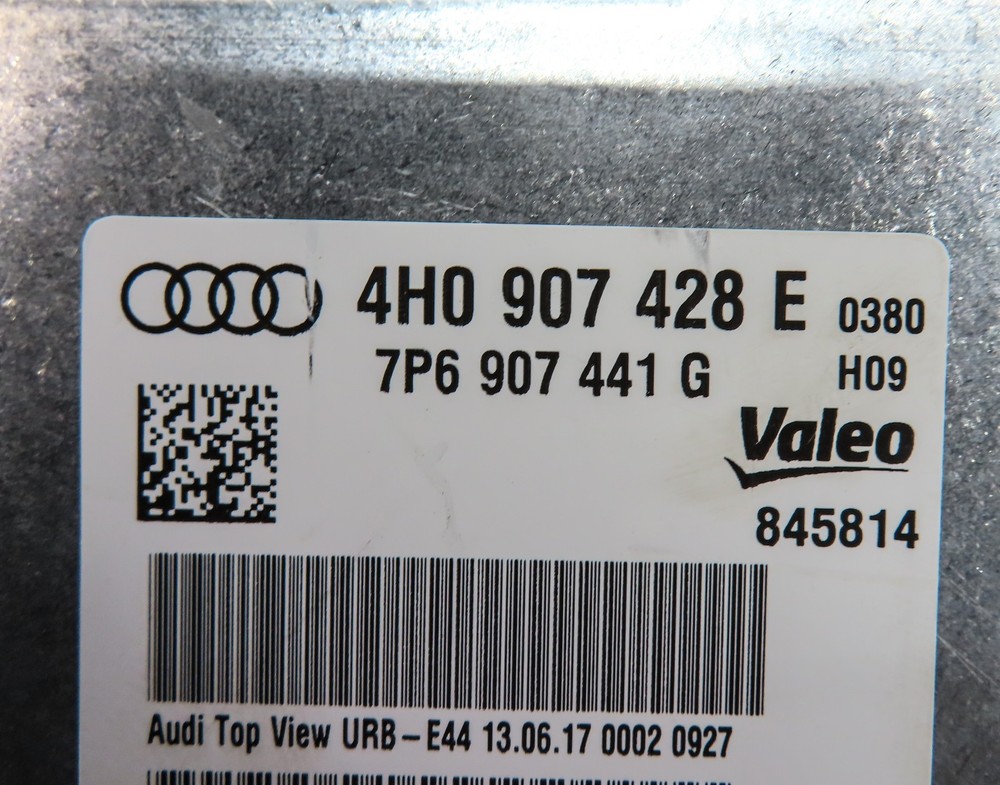 4H0 907 428 E 0380
7P6 907 441 G H09
Valeo
845814
Audi Top View URB-E44 13.06.17 0002 0927